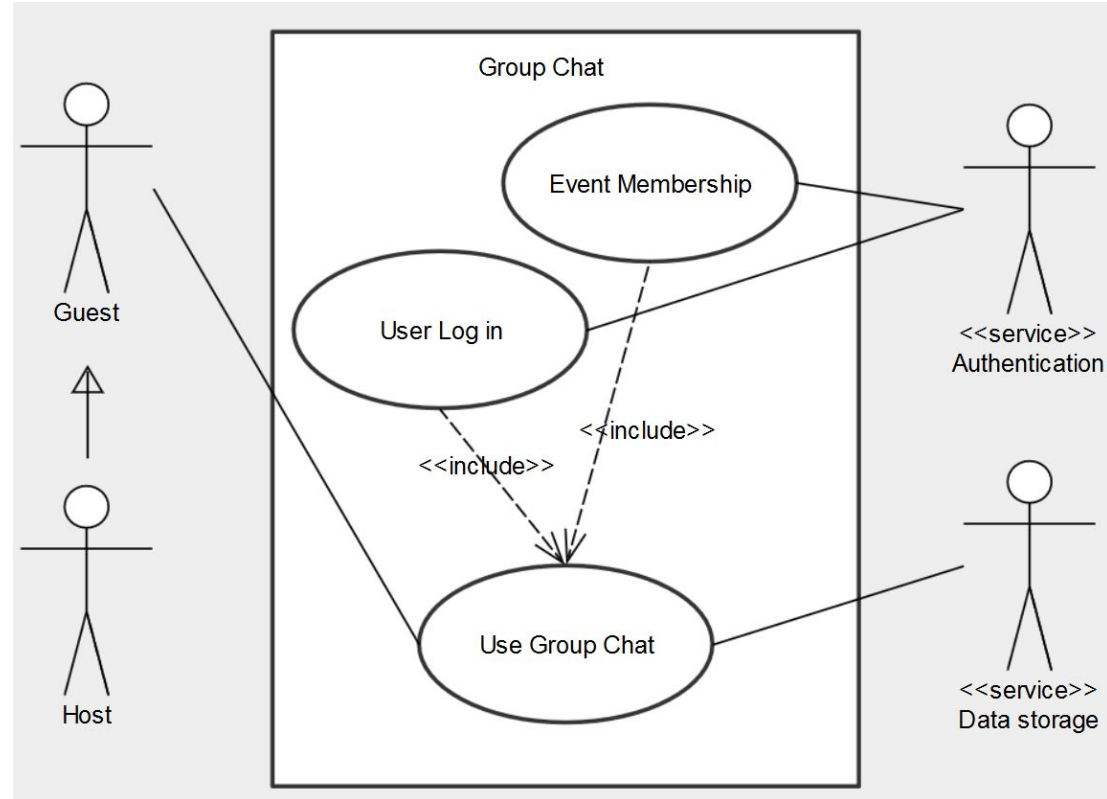 Group Chat
Event Membership
Guest
User Log in
<<service>>
Authentication
<<include>>
<<include>>
Use Group Chat
Host
<<service>>
Data storage